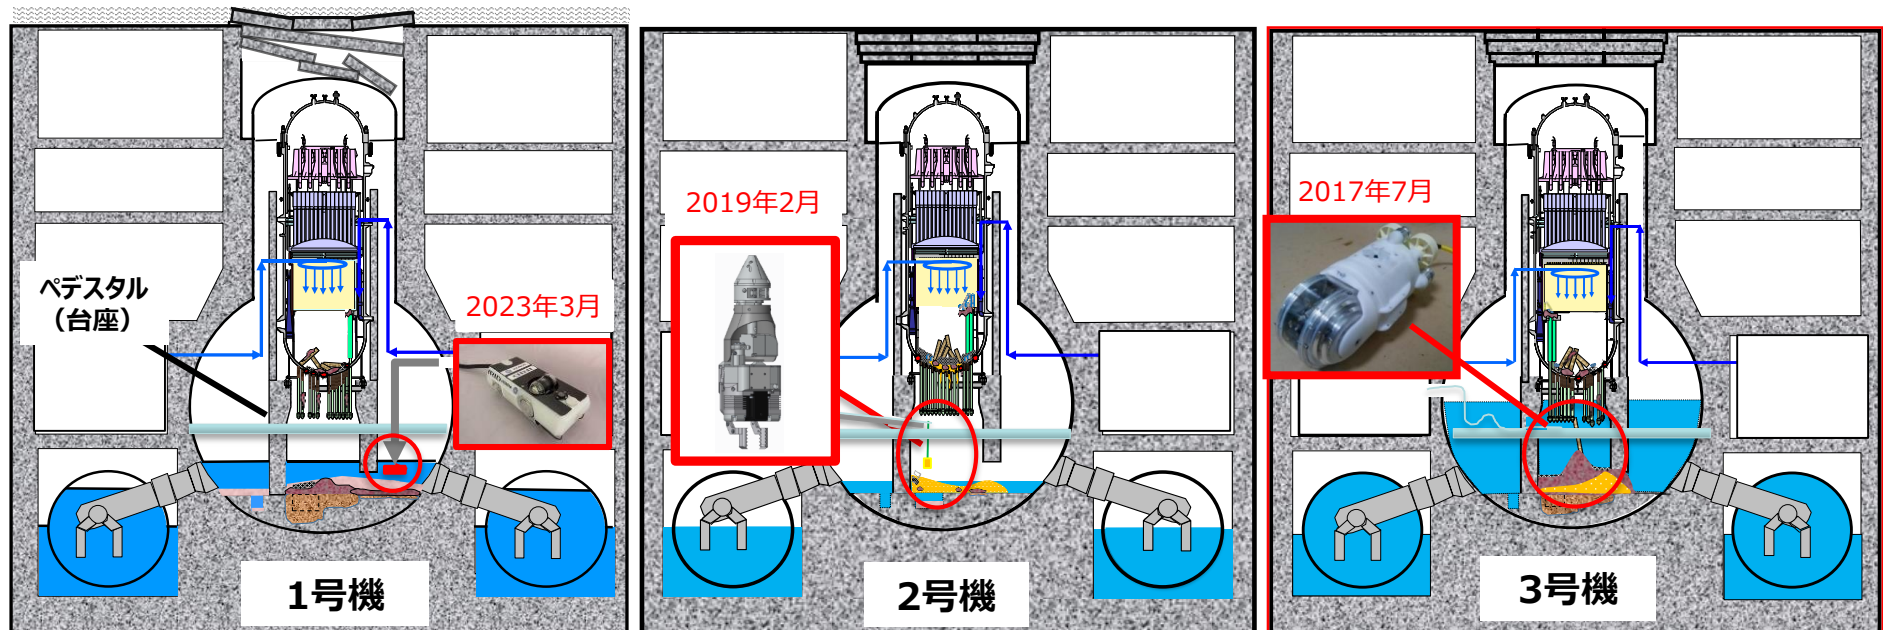 ペデスタル
（台座）
2023年3月
1号機
2019年2月
2号機
2017年7月
3号機